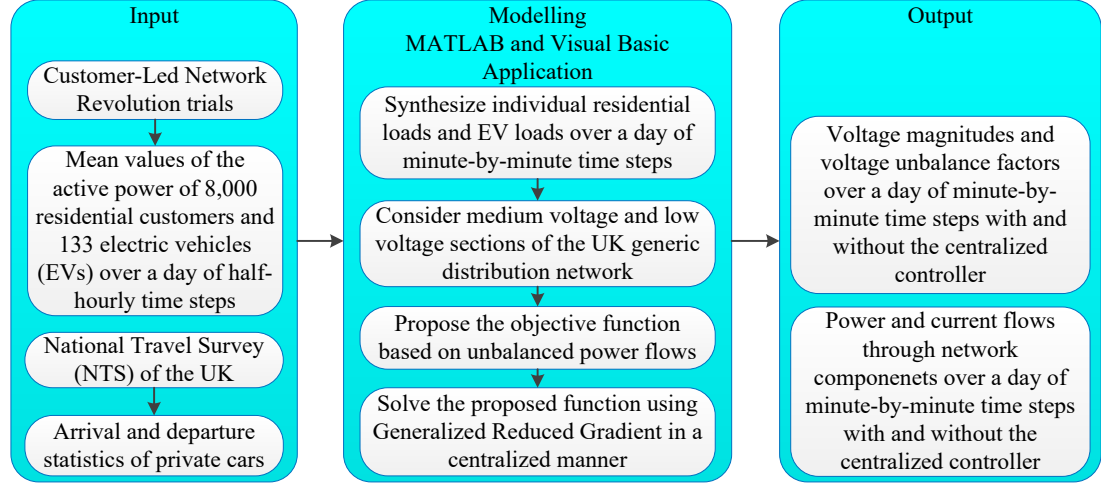 Input
Customer-Led Network
Revolution trials
Mean values of the
active power of 8,000
residential customers and
133 electric vehicles
(EVs) over a day of half-
hourly time steps
National Travel Survey
(NTS) of the UK
Arrival and departure
statistics of private cars
Modelling
MATLAB and Visual Basic
Application
Synthesize individual residential
loads and EV loads over a day of
minute-by-minute time steps
Consider medium voltage and low
voltage sections of the UK generic
distribution network
Propose the objective function
based on unbalanced power flows
Solve the proposed function using
Generalized Reduced Gradient in a
centralized manner
Output
Voltage magnitudes and
voltage unbalance factors
over a day of minute-by-
minute time steps with and
without the centralized
controller
Power and current flows
through network
componenets over a day of
minute-by-minute time steps
with and without the
centralized controller